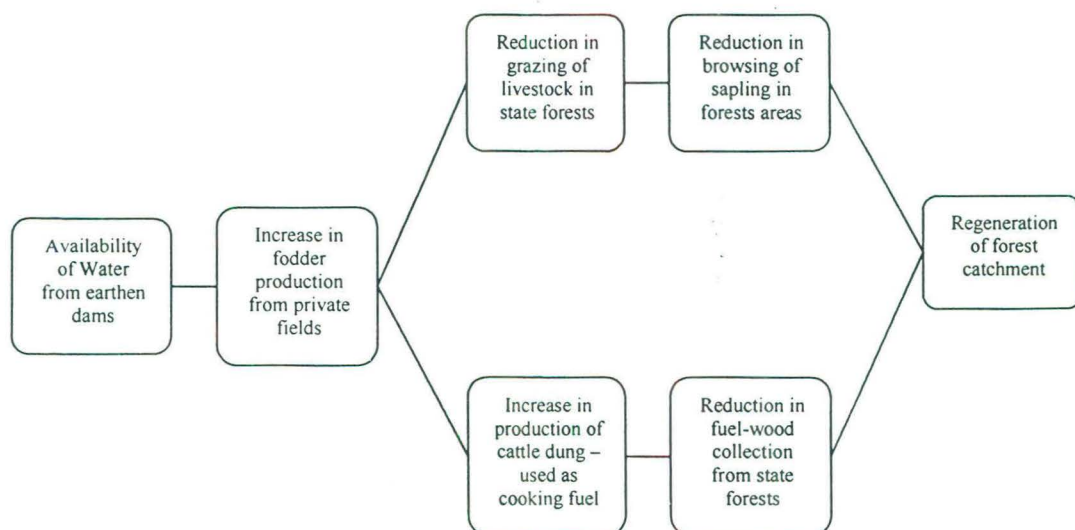 Availability
of Water
from earthen
dams
Increase in
fodder
production
from private
fields
Reduction in
grazing of
livestock in
state forests
Reduction in
browsing of
sapling in
forests areas
Increase in
production of
cattle dung –
used as
cooking fuel
Reduction in
fuel-wood
collection
from state
forests
Regeneration
of forest
catchment